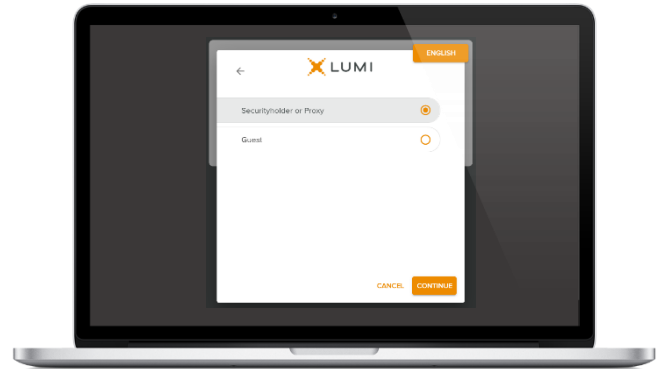 ENGLISH
LUMI
Securityholder or Proxy
Guest
CANCEL CONTINUE